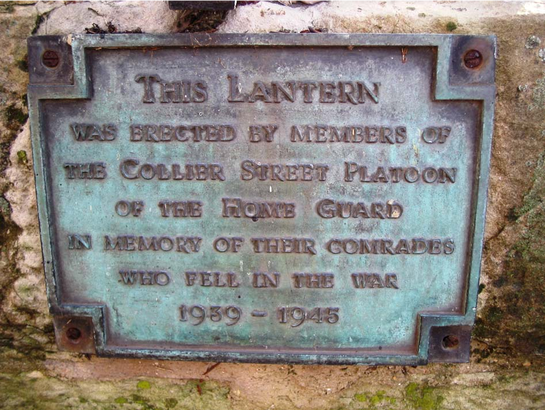 This Lantern
was erected by members of
the Collier Street Platoon
of the Home Guard
in memory of their comrades
who fell in the war
1939 - 1945